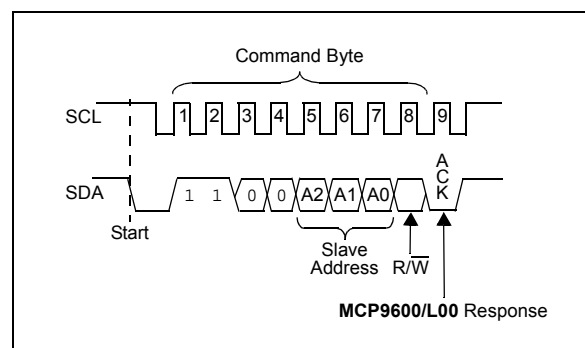 Command Byte
SCL 1 2 3 4 5 6 7 8 9
SDA 1 1 0 0 A2 A1 A0 ACK
Start
Slave
Address
R/W̅
MCP9600/L00 Response